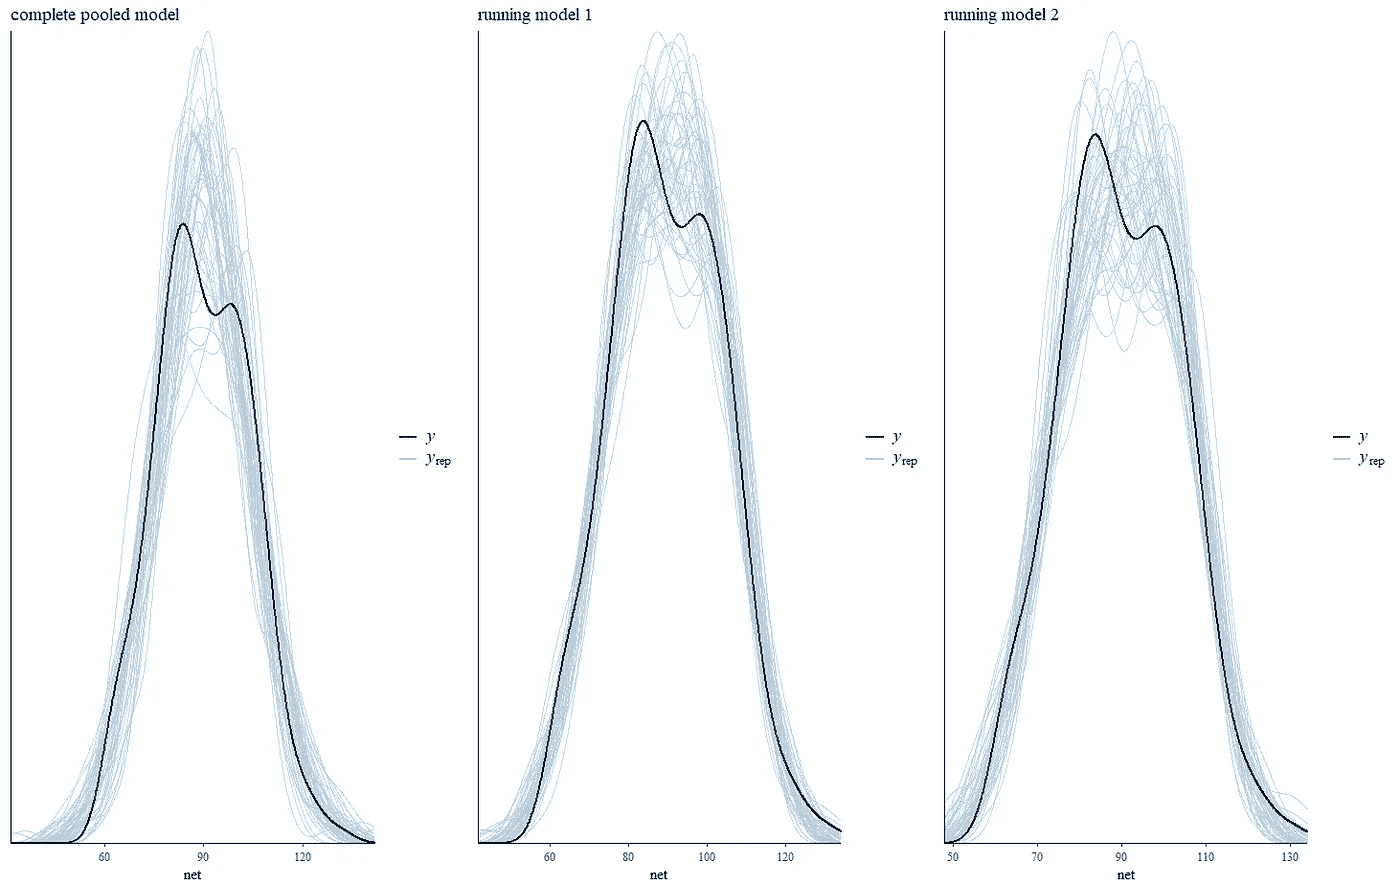 complete pooled model
running model 1
running model 2
y
yrep
y
yrep
y
yrep
60 90 120
60 80 100 120
50 70 90 110 130
net
net
net